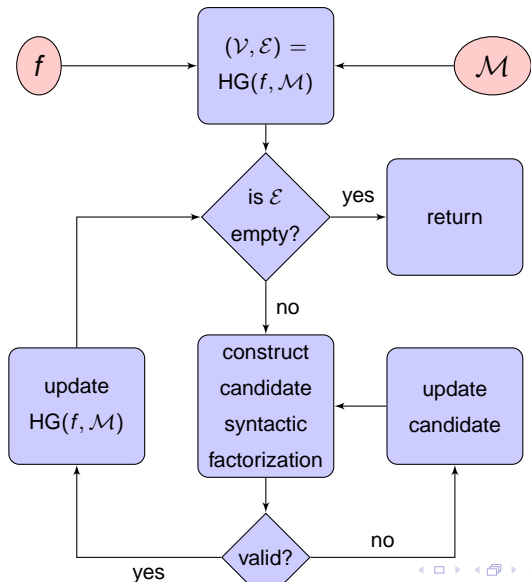 f
(𝒱, ℰ) =
HG(f, ℳ)
ℳ
is ℰ
empty?
yes
return
no
construct
candidate
syntactic
factorization
update
HG(f, ℳ)
update
candidate
valid?
yes
no